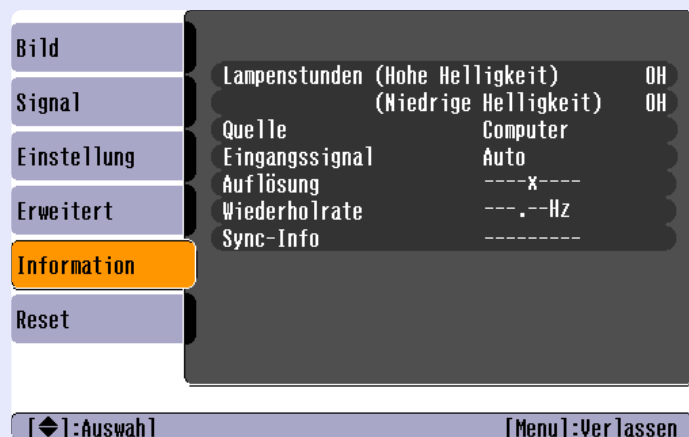 Bild
Signal
Einstellung
Erweitert
Information
Reset
Lampenstunden (Hohe Helligkeit) 0H
(Niedrige Helligkeit) 0H
Quelle Computer
Eingangssignal Auto
Auflösung ----x----
Wiederholrate ---.--Hz
Sync-Info ---------
[◆]:Auswahl [Menu]:Verlassen